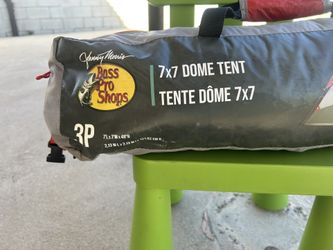 Johnny Morris
Bass
Pro
Shops
7x7 DOME TENT
TENTE DÔME 7x7
3P